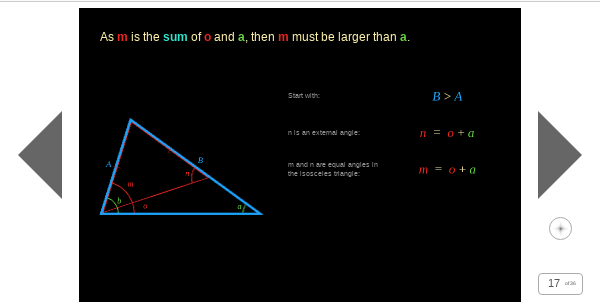 As m is the sum of o and a, then m must be larger than a.
Start with:
B > A
n is an external angle:
n = o + a
m and n are equal angles in
the isosceles triangle:
m = o + a
A
B
n
m
b
o
a
17 of 36